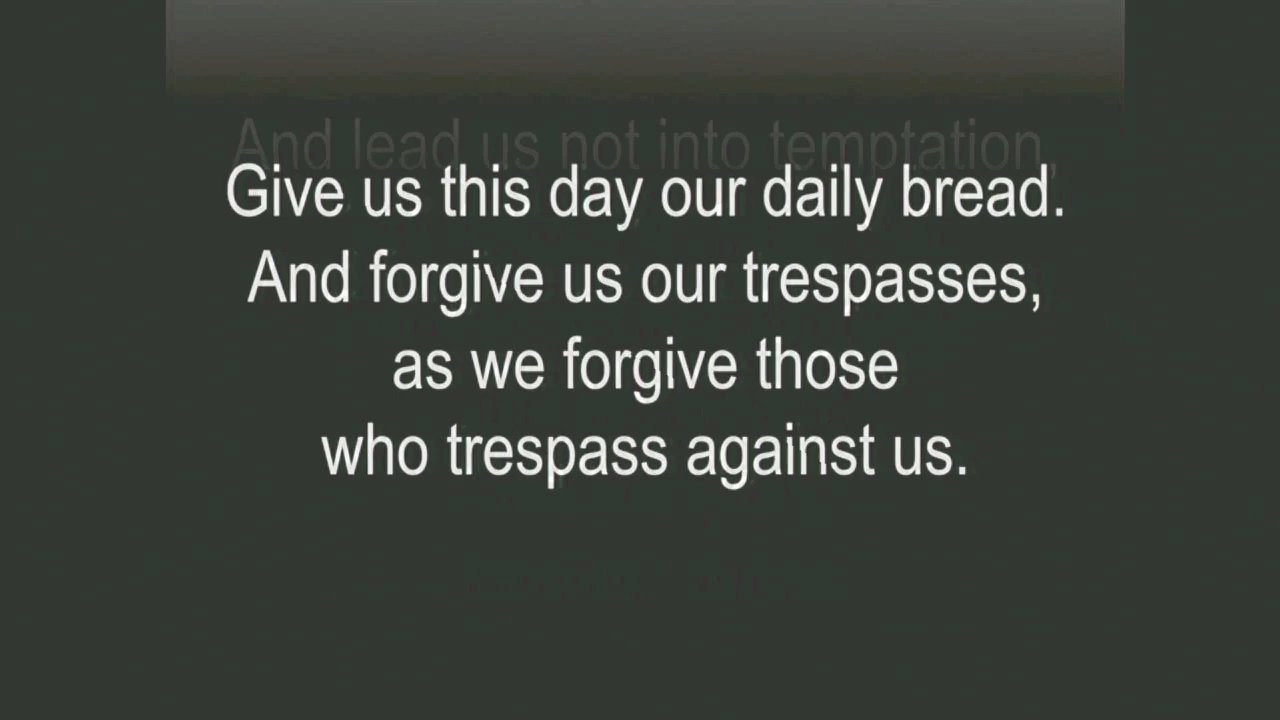 And lead us not into temptation,
Give us this day our daily bread.
And forgive us our trespasses,
as we forgive those
who trespass against us.